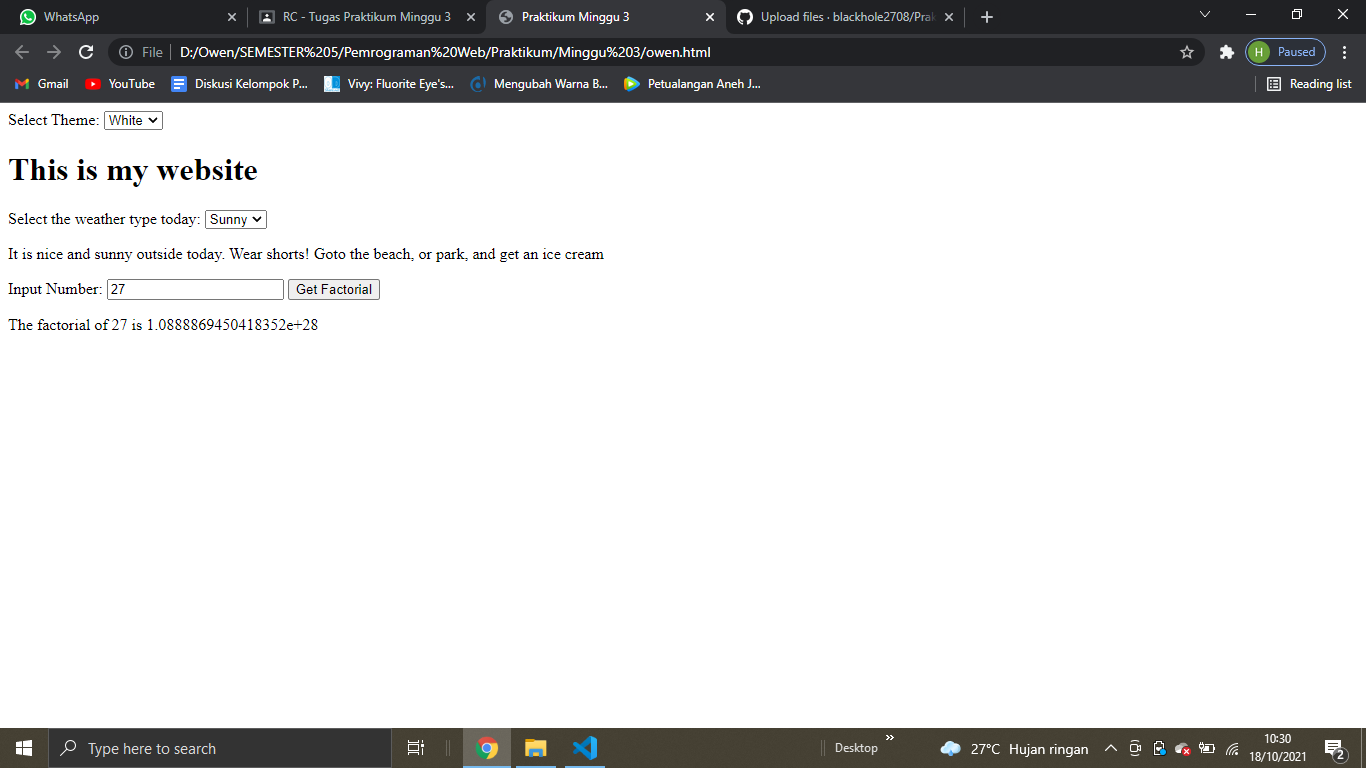 WhatsApp
RC - Tugas Praktikum Minggu 3
Praktikum Minggu 3
Upload files · blackhole2708/Prak
File
D:/Owen/SEMESTER%205/Pemrograman%20Web/Praktikum/Minggu%203/owen.html
H Paused
Gmail
YouTube
Diskusi Kelompok P...
Vivy: Fluorite Eye's...
Mengubah Warna B...
Petualangan Aneh J...
Reading list
Select Theme: White
This is my website
Select the weather type today: Sunny
It is nice and sunny outside today. Wear shorts! Goto the beach, or park, and get an ice cream
Input Number: 27 Get Factorial
The factorial of 27 is 1.0888869450418352e+28
Type here to search
Desktop
27°C Hujan ringan
10:30
18/10/2021
2